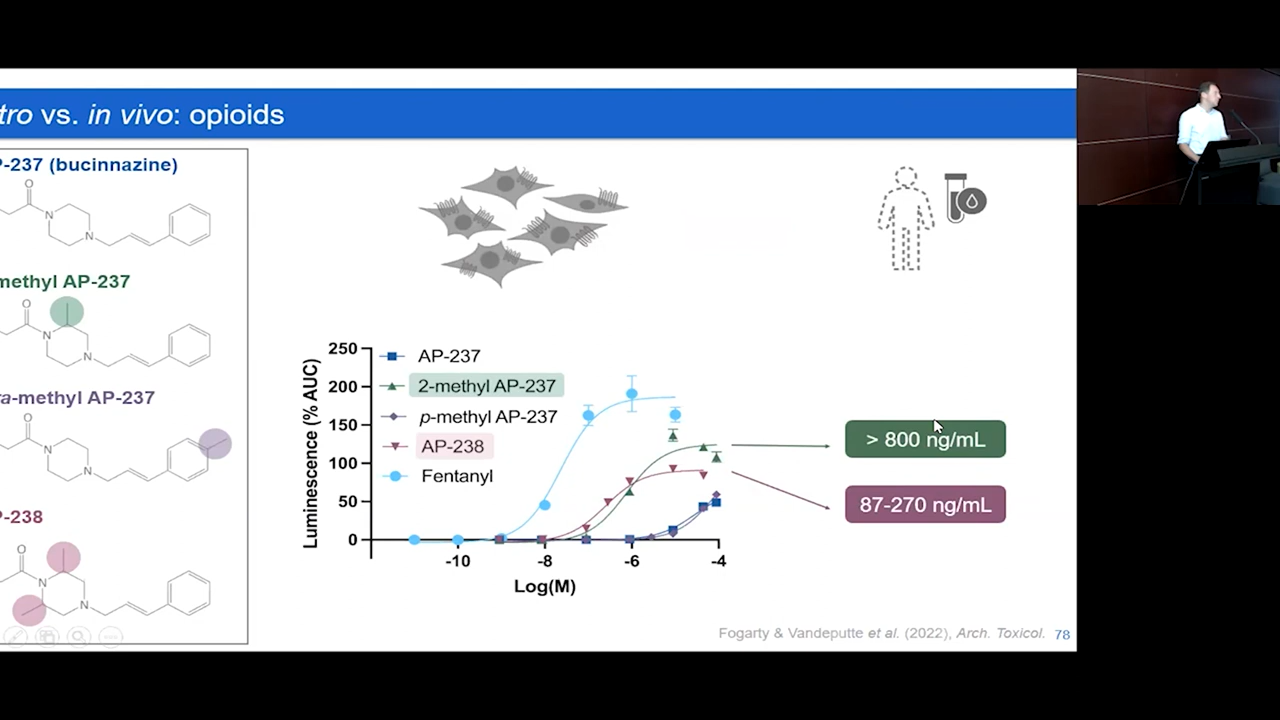 tro vs. in vivo: opioids
P-237 (bucinnazine)
O
N
N
methyl AP-237
O
N
N
ra-methyl AP-237
O
N
N
P-238
O
N
N
250
200
150
100
50
0
Luminescence (% AUC)
AP-237
2-methyl AP-237
p-methyl AP-237
AP-238
Fentanyl
-10
-8
-6
-4
Log(M)
> 800 ng/mL
87-270 ng/mL
Fogarty & Vandeputte et al. (2022), Arch. Toxicol. 78